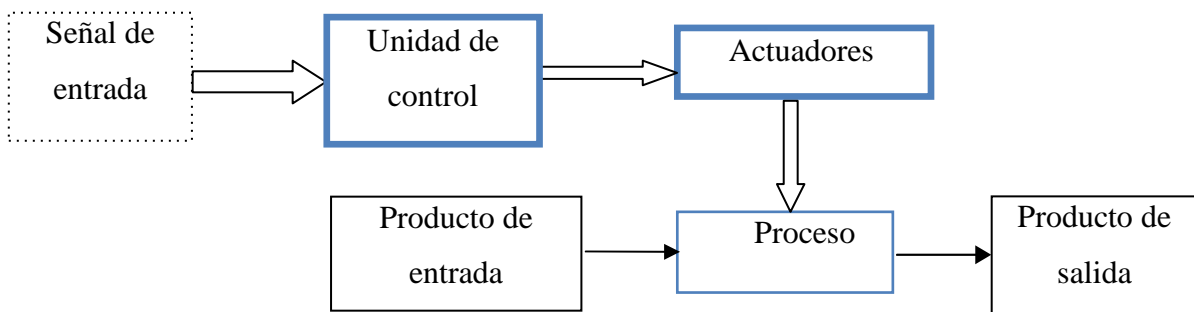 Señal de
entrada
Unidad de
control
Actuadores
Producto de
entrada
Proceso
Producto de
salida